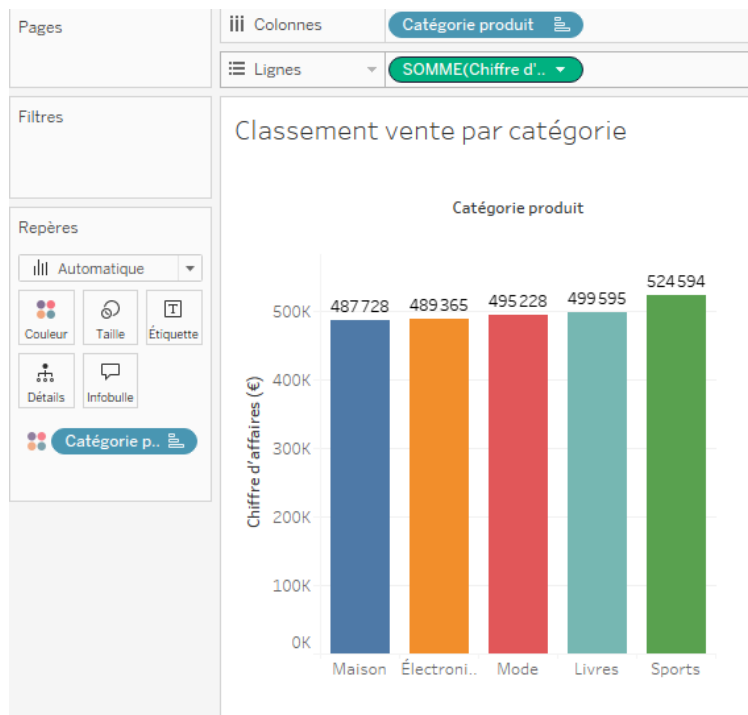 Pages
Filtres
Repères
Automatique
Couleur
Taille
Étiquette
Détails
Infobulle
Catégorie p..
Colonnes
Catégorie produit
Lignes
SOMME(Chiffre d'..
Classement vente par catégorie
Catégorie produit
Chiffre d'affaires (€)
500K
400K
300K
200K
100K
0K
487 728
489 365
495 228
499 595
524 594
Maison
Électroni..
Mode
Livres
Sports